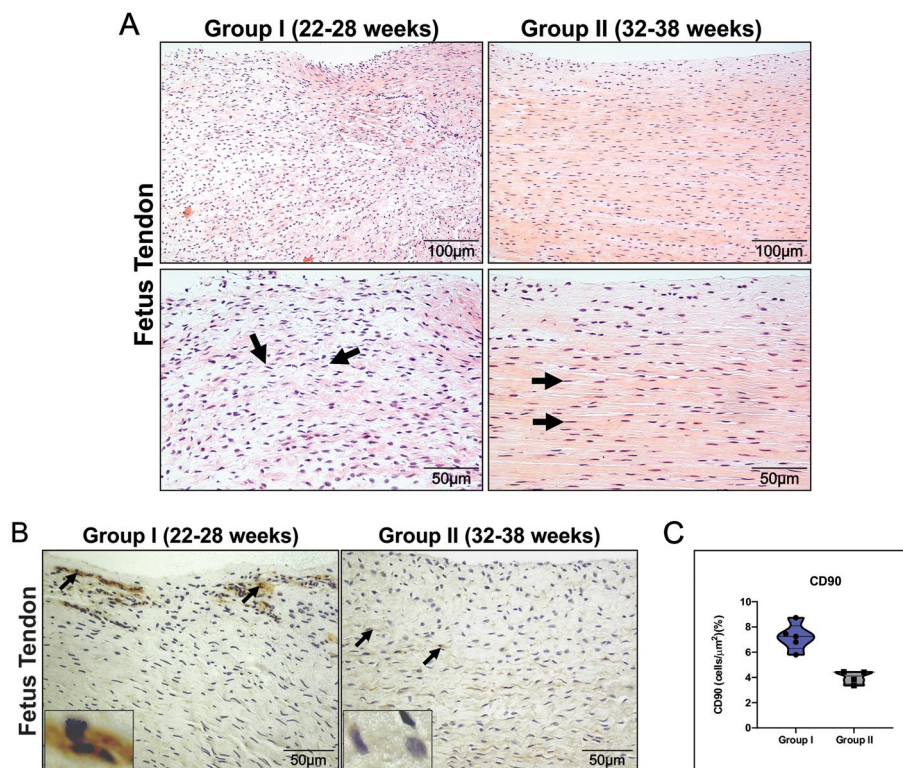 A
Group I (22-28 weeks)
Group II (32-38 weeks)
Fetus Tendon
100µm
100µm
50µm
50µm
B
Group I (22-28 weeks)
Group II (32-38 weeks)
Fetus Tendon
50µm
50µm
C
CD90
CD90 (cells/µm²)(%)
10
8
6
4
2
0
Group I
Group II